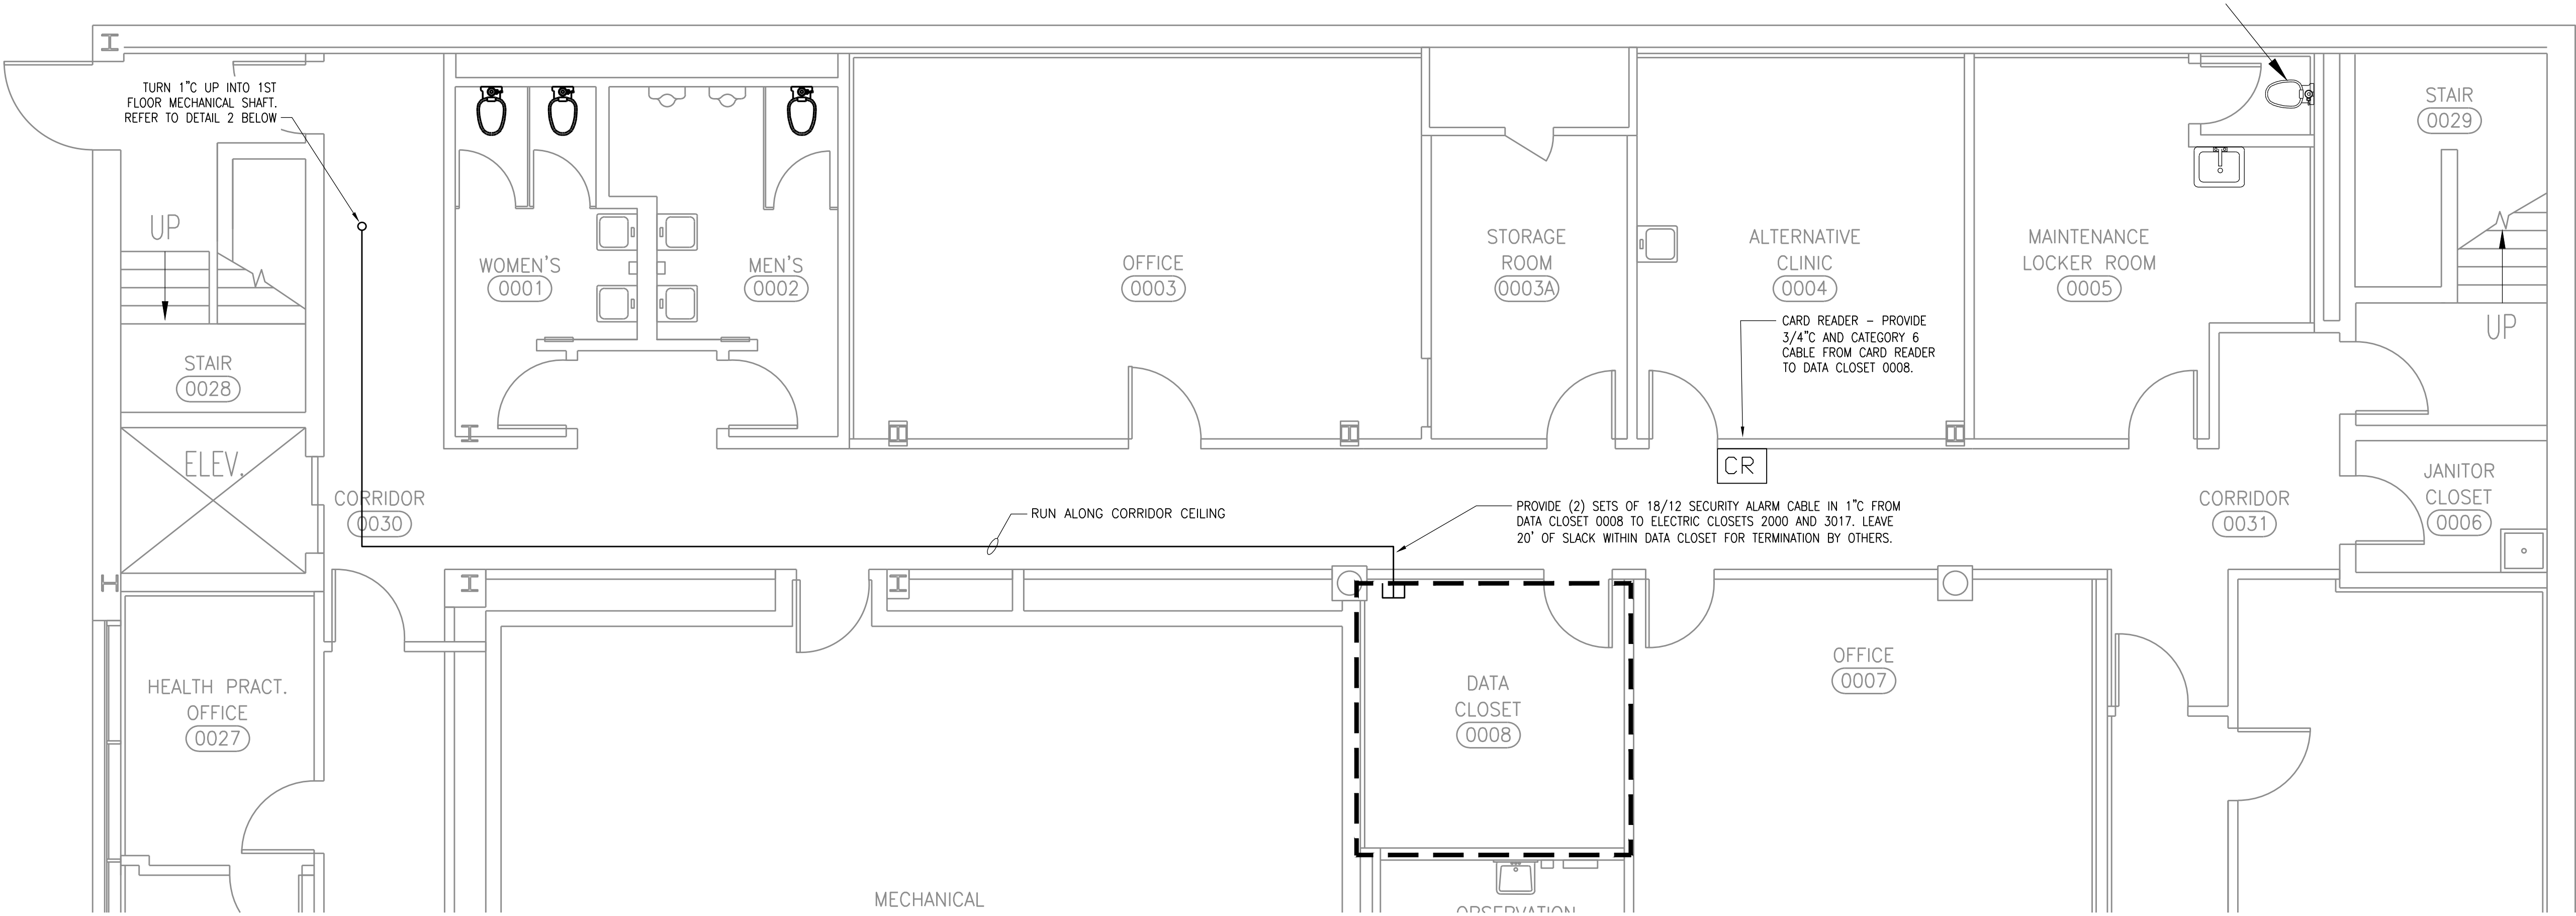 TURN 1"C UP INTO 1ST
FLOOR MECHANICAL SHAFT.
REFER TO DETAIL 2 BELOW
UP
STAIR
0028
ELEV.
CORRIDOR
0030
WOMEN'S
0001
MEN'S
0002
OFFICE
0003
STORAGE
ROOM
0003A
ALTERNATIVE
CLINIC
0004
CARD READER – PROVIDE
3/4"C AND CATEGORY 6
CABLE FROM CARD READER
TO DATA CLOSET 0008.
MAINTENANCE
LOCKER ROOM
0005
STAIR
0029
UP
CR
JANITOR
CLOSET
0006
CORRIDOR
0031
RUN ALONG CORRIDOR CEILING
PROVIDE (2) SETS OF 18/12 SECURITY ALARM CABLE IN 1"C FROM
DATA CLOSET 0008 TO ELECTRIC CLOSETS 2000 AND 3017. LEAVE
20' OF SLACK WITHIN DATA CLOSET FOR TERMINATION BY OTHERS.
HEALTH PRACT.
OFFICE
0027
DATA
CLOSET
0008
OFFICE
0007
MECHANICAL
OBSERVATION